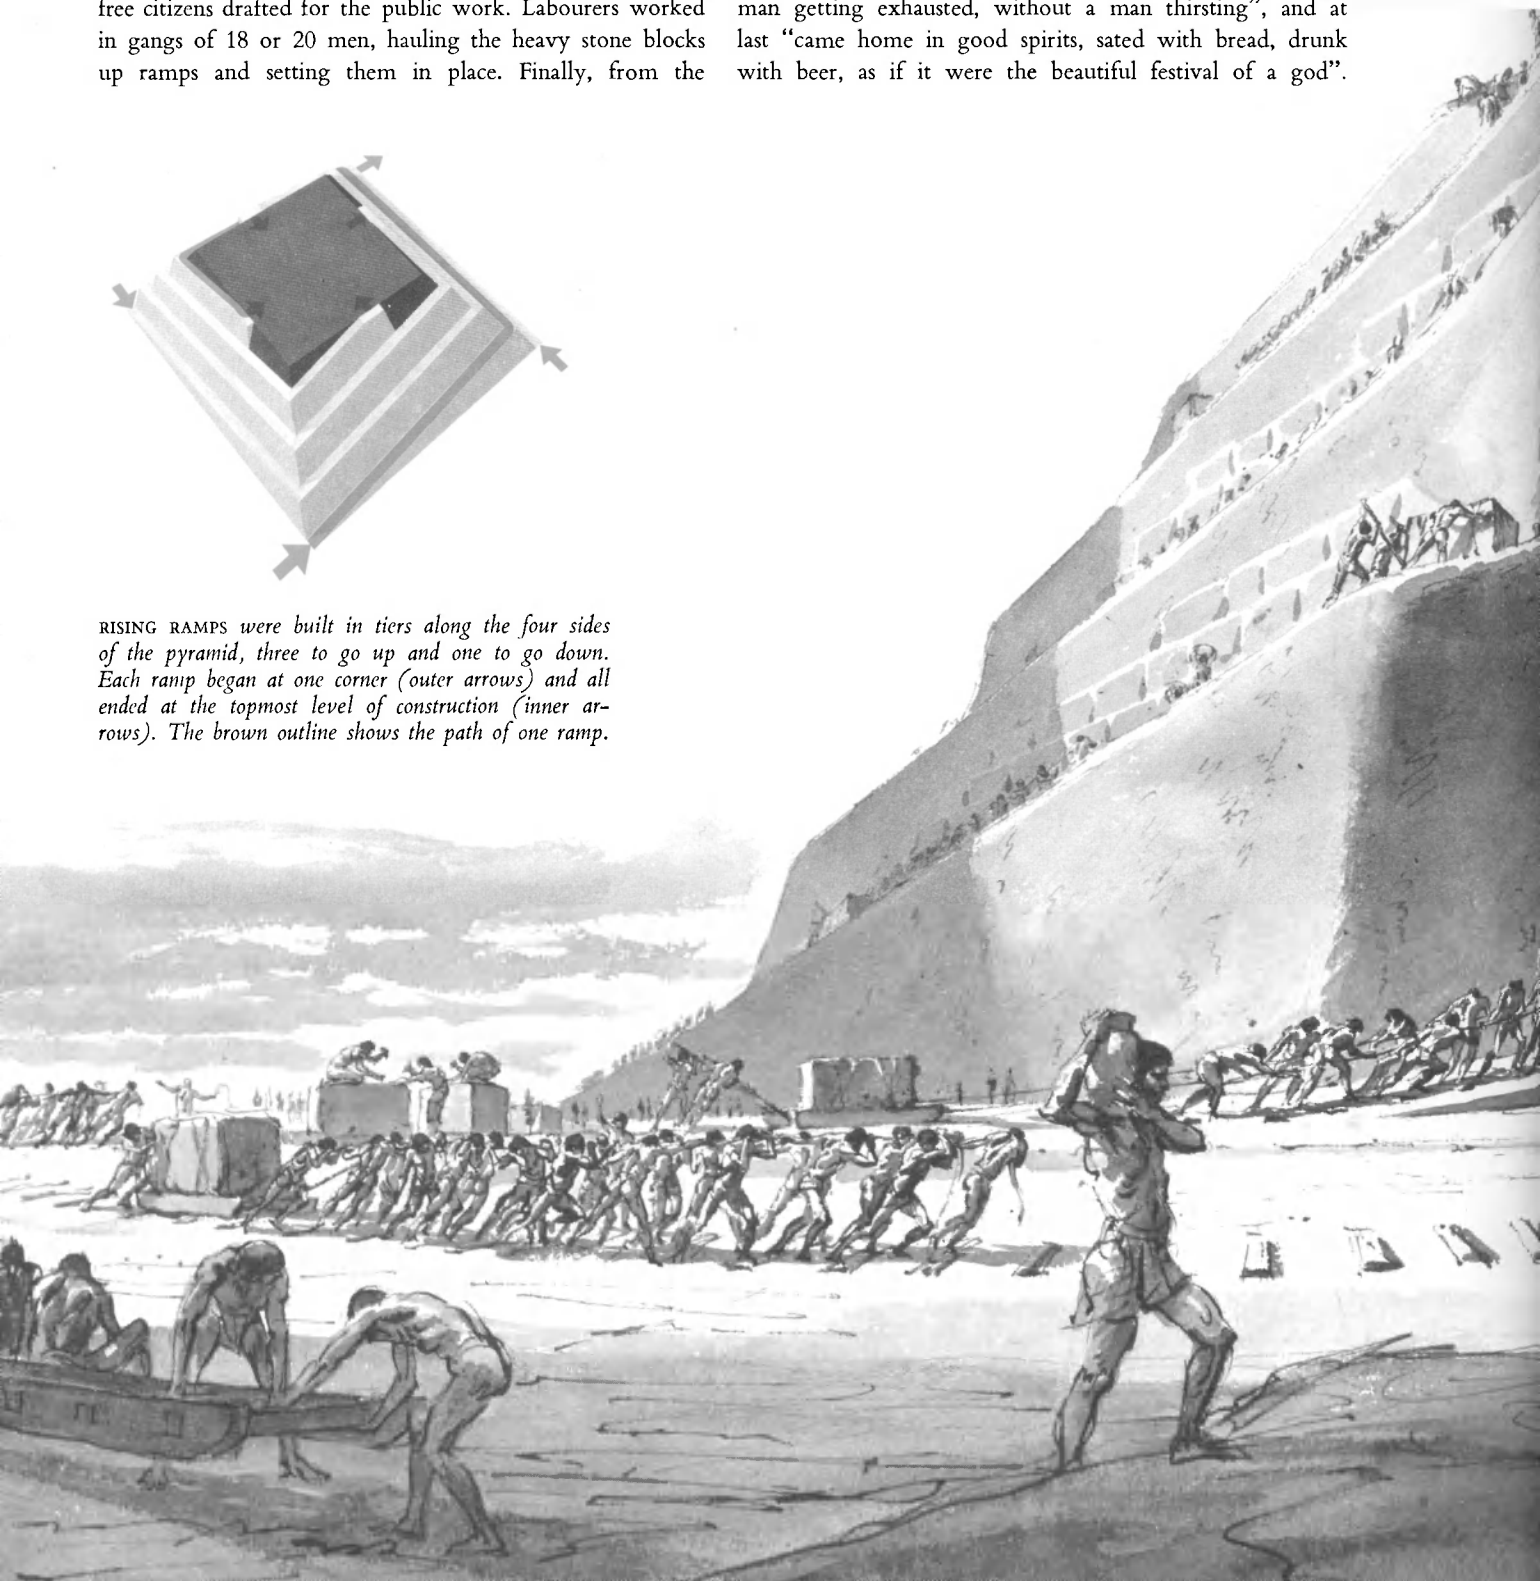 free citizens drafted for the public work. Labourers worked
in gangs of 18 or 20 men, hauling the heavy stone blocks
up ramps and setting them in place. Finally, from the
man getting exhausted, without a man thirsting”, and at
last “came home in good spirits, sated with bread, drunk
with beer, as if it were the beautiful festival of a god”.
RISING RAMPS were built in tiers along the four sides
of the pyramid, three to go up and one to go down.
Each ramp began at one corner (outer arrows) and all
ended at the topmost level of construction (inner ar-
rows). The brown outline shows the path of one ramp.